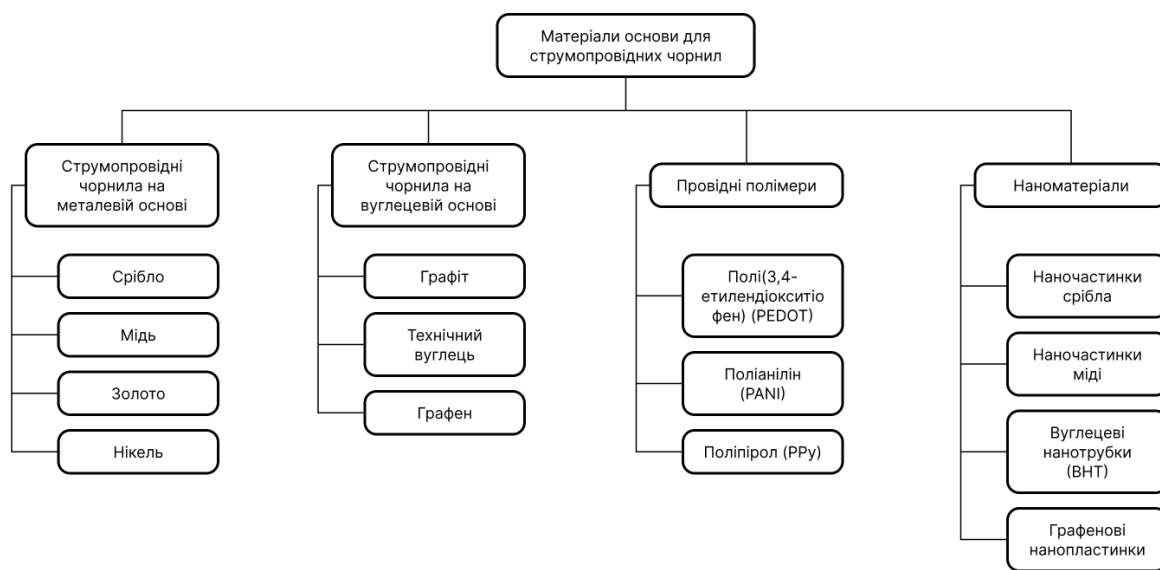 Матеріали основи для
струмопровідних чорнил
Струмопровідні
чорнила на
металевій основі
Срібло
Мідь
Золото
Нікель
Струмопровідні
чорнила на
вуглецевій основі
Графіт
Технічний
вуглець
Графен
Провідні полімери
Полі(3,4-
етилендіокситіо
фен) (PEDOT)
Поліанілін
(PANI)
Поліпірол (PPy)
Наноматеріали
Наночастинки
срібла
Наночастинки
міді
Вуглецеві
нанотрубки
(ВНТ)
Графенові
нанопластинки